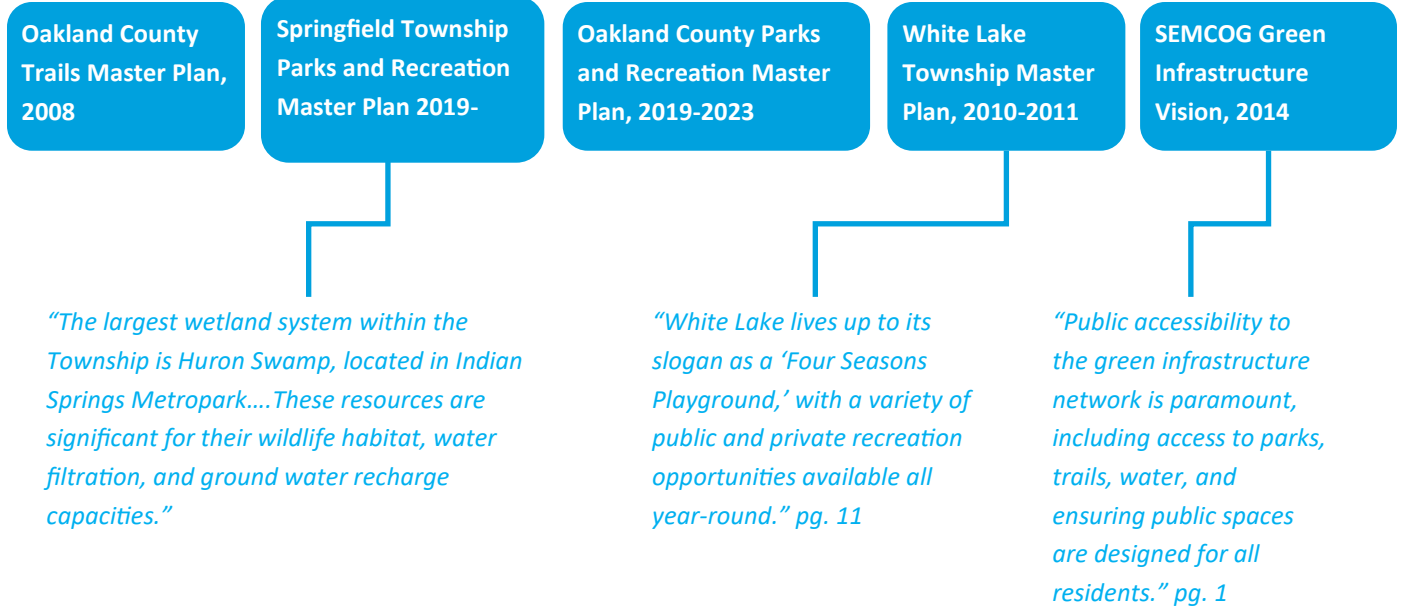 Oakland County
Trails Master Plan,
2008
Springfield Township
Parks and Recreation
Master Plan 2019-
Oakland County Parks
and Recreation Master
Plan, 2019-2023
White Lake
Township Master
Plan, 2010-2011
SEMCOG Green
Infrastructure
Vision, 2014
“The largest wetland system within the
Township is Huron Swamp, located in Indian
Springs Metropark….These resources are
significant for their wildlife habitat, water
filtration, and ground water recharge
capacities.”
“White Lake lives up to its
slogan as a ‘Four Seasons
Playground,’ with a variety of
public and private recreation
opportunities available all
year-round.” pg. 11
“Public accessibility to
the green infrastructure
network is paramount,
including access to parks,
trails, water, and
ensuring public spaces
are designed for all
residents.” pg. 1